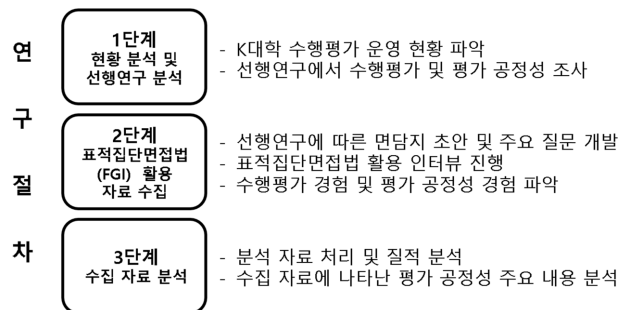 연구절차
1단계
현황 분석 및
선행연구 분석
- K대학 수행평가 운영 현황 파악
- 선행연구에서 수행평가 및 평가 공정성 조사
2단계
표적집단면접법
(FGI) 활용
자료 수집
- 선행연구에 따른 면담지 초안 및 주요 질문 개발
- 표적집단면접법 활용 인터뷰 진행
- 수행평가 경험 및 평가 공정성 경험 파악
3단계
수집 자료 분석
- 분석 자료 처리 및 질적 분석
- 수집 자료에 나타난 평가 공정성 주요 내용 분석